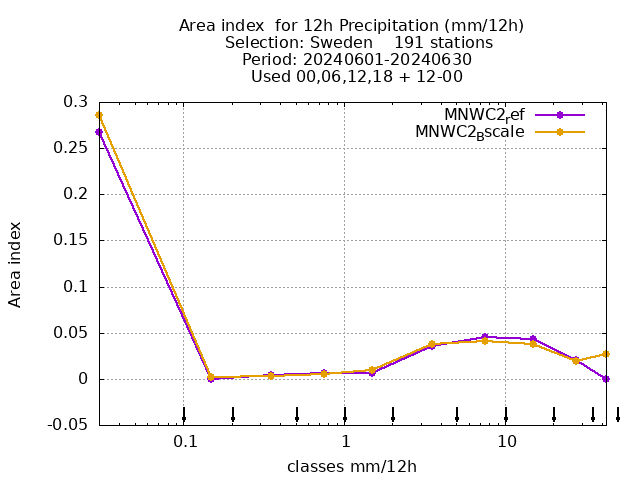 Area index  for 12h Precipitation (mm/12h)
Selection: Sweden    191 stations
Period: 20240601-20240630
Used 00,06,12,18 + 12-00
MNWC2ref
MNWC2Bscale
0.3
0.25
0.2
0.15
0.1
0.05
0
-0.05
Area index
0.1
1
10
classes mm/12h